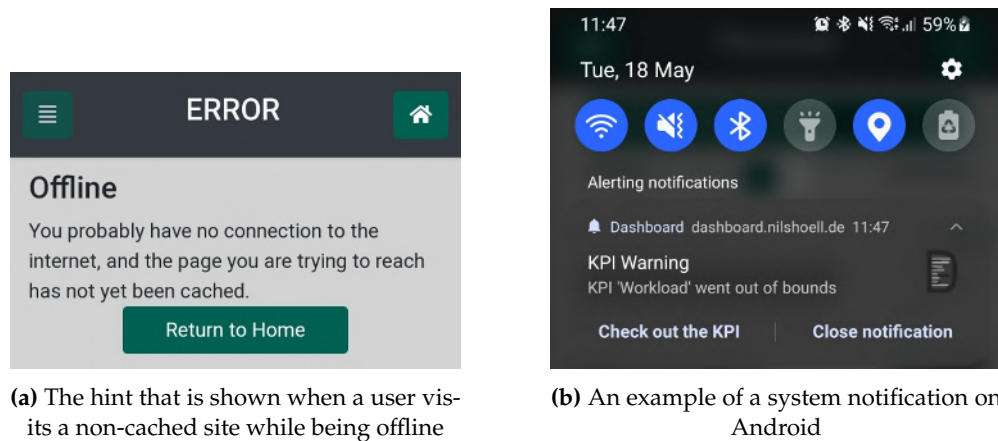 ERROR
Offline
You probably have no connection to the
internet, and the page you are trying to reach
has not yet been cached.
Return to Home
(a) The hint that is shown when a user vis-
its a non-cached site while being offline
11:47 59%
Tue, 18 May
Alerting notifications
Dashboard dashboard.nilshoell.de 11:47
KPI Warning
KPI 'Workload' went out of bounds
Check out the KPI Close notification
(b) An example of a system notification on
Android